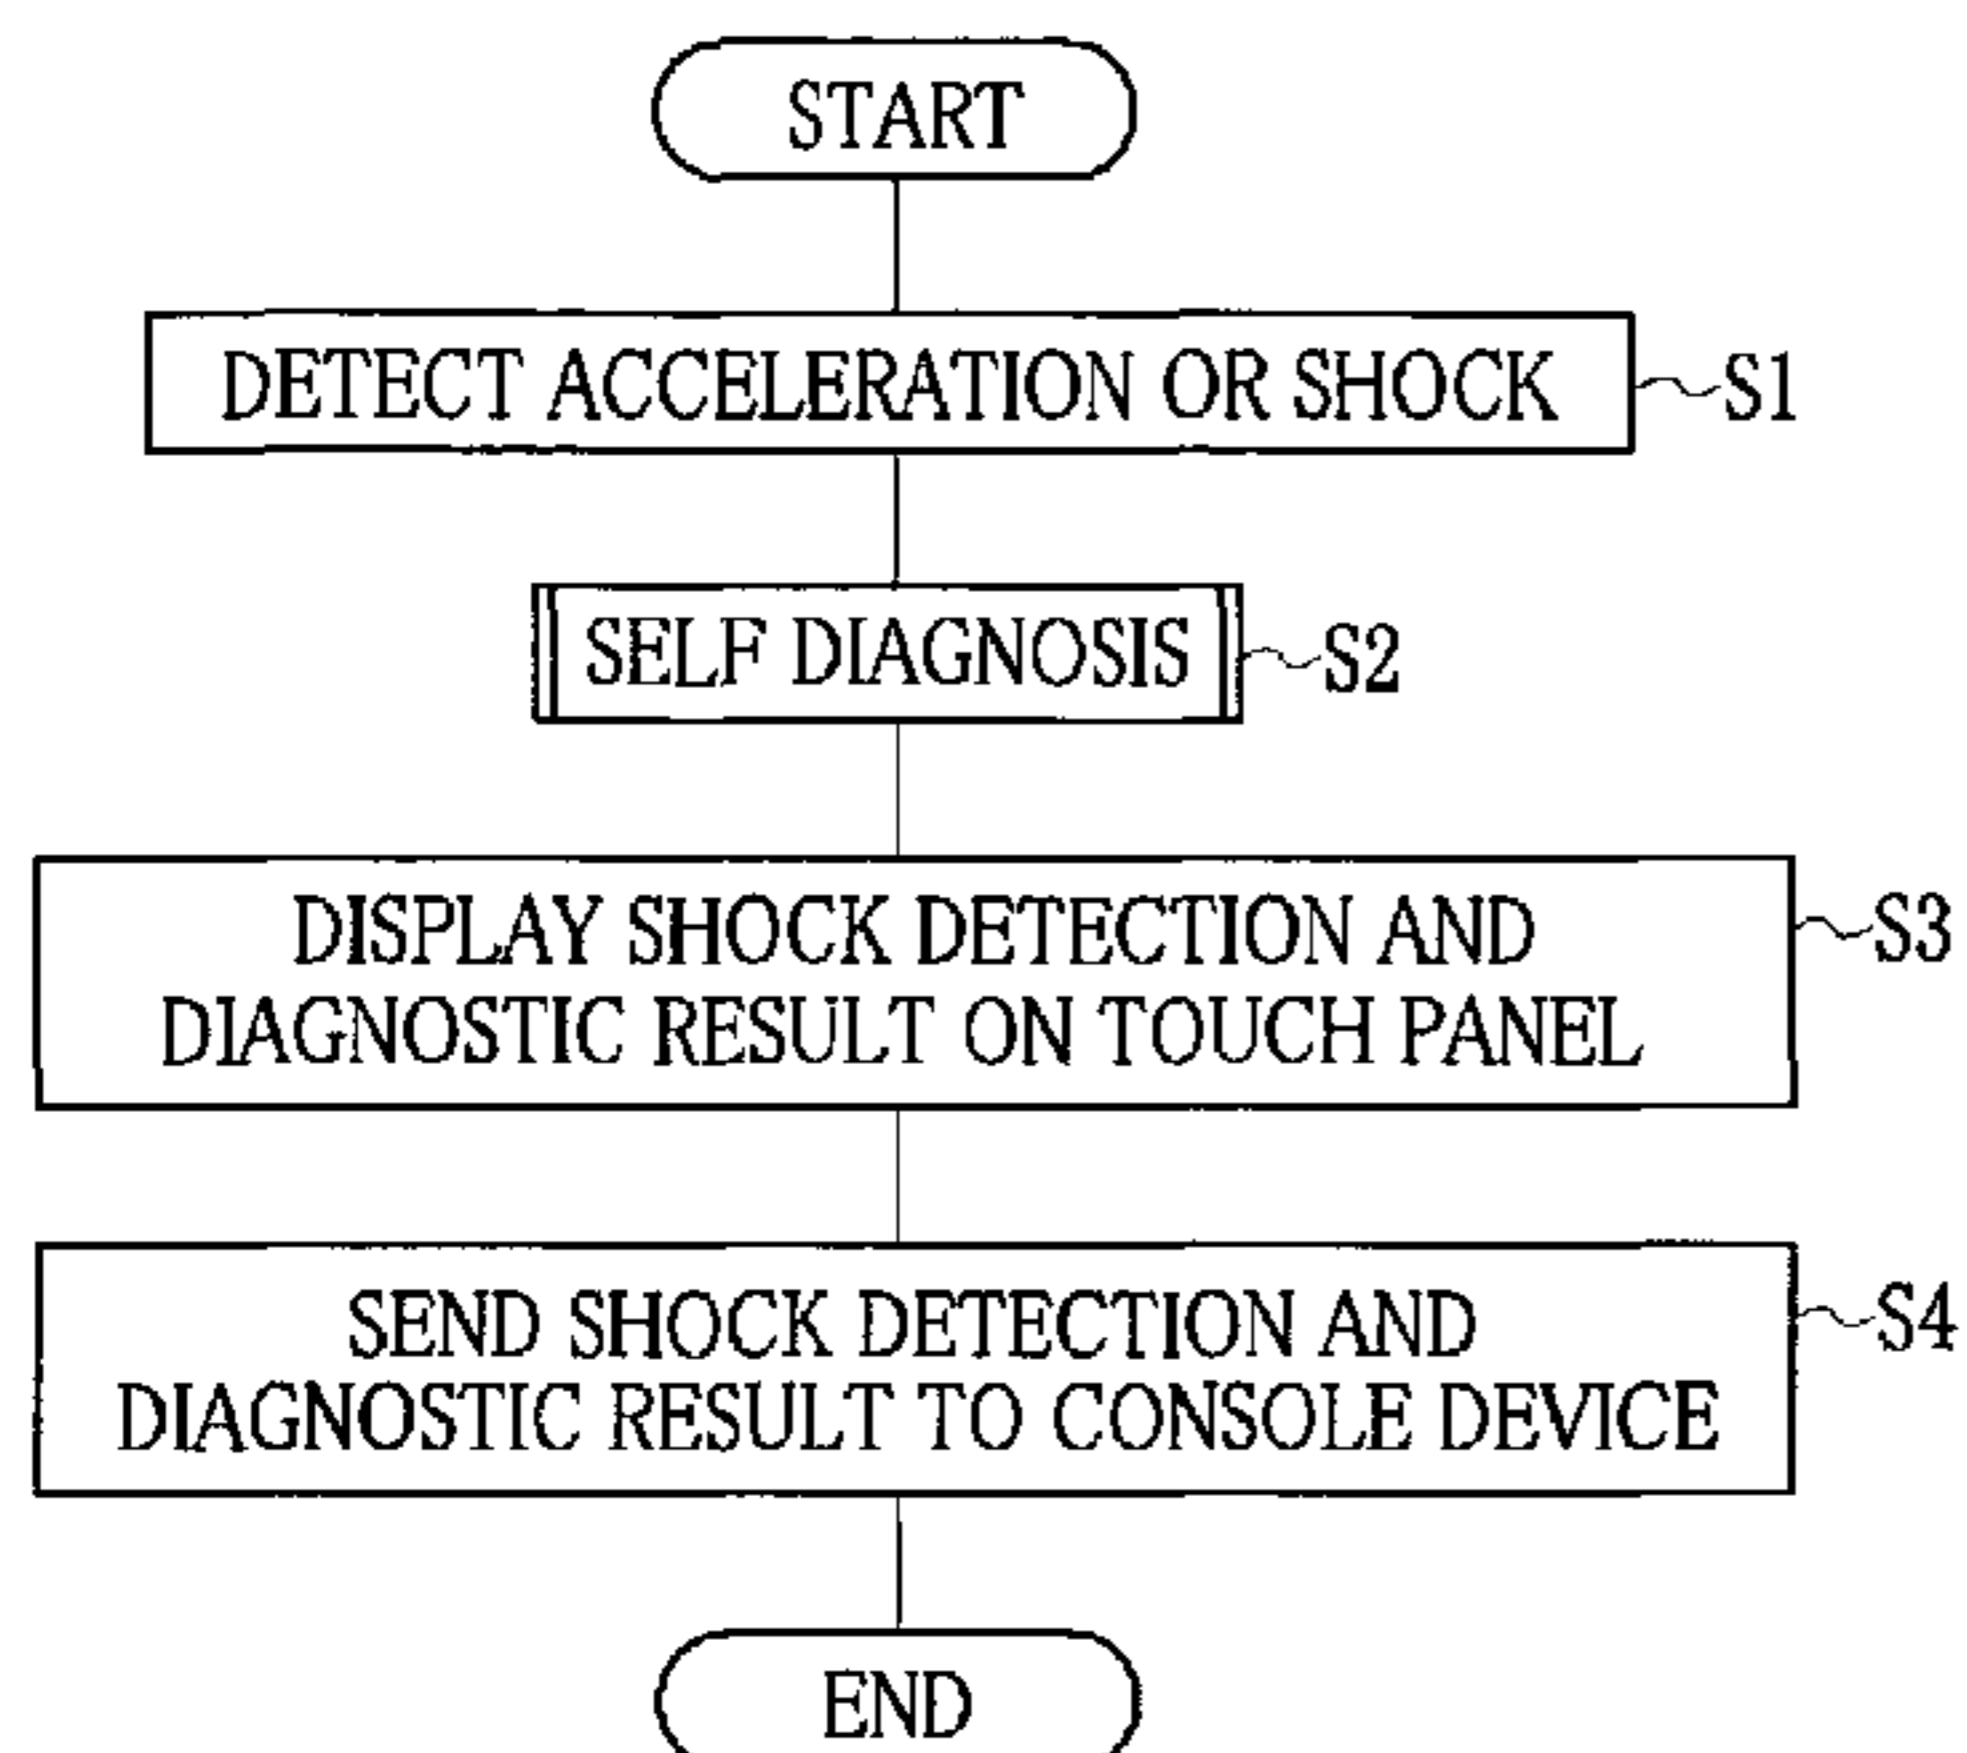 START
DETECT ACCELERATION OR SHOCK
S1
SELF DIAGNOSIS
S2
DISPLAY SHOCK DETECTION AND
DIAGNOSTIC RESULT ON TOUCH PANEL
S3
SEND SHOCK DETECTION AND
DIAGNOSTIC RESULT TO CONSOLE DEVICE
S4
END